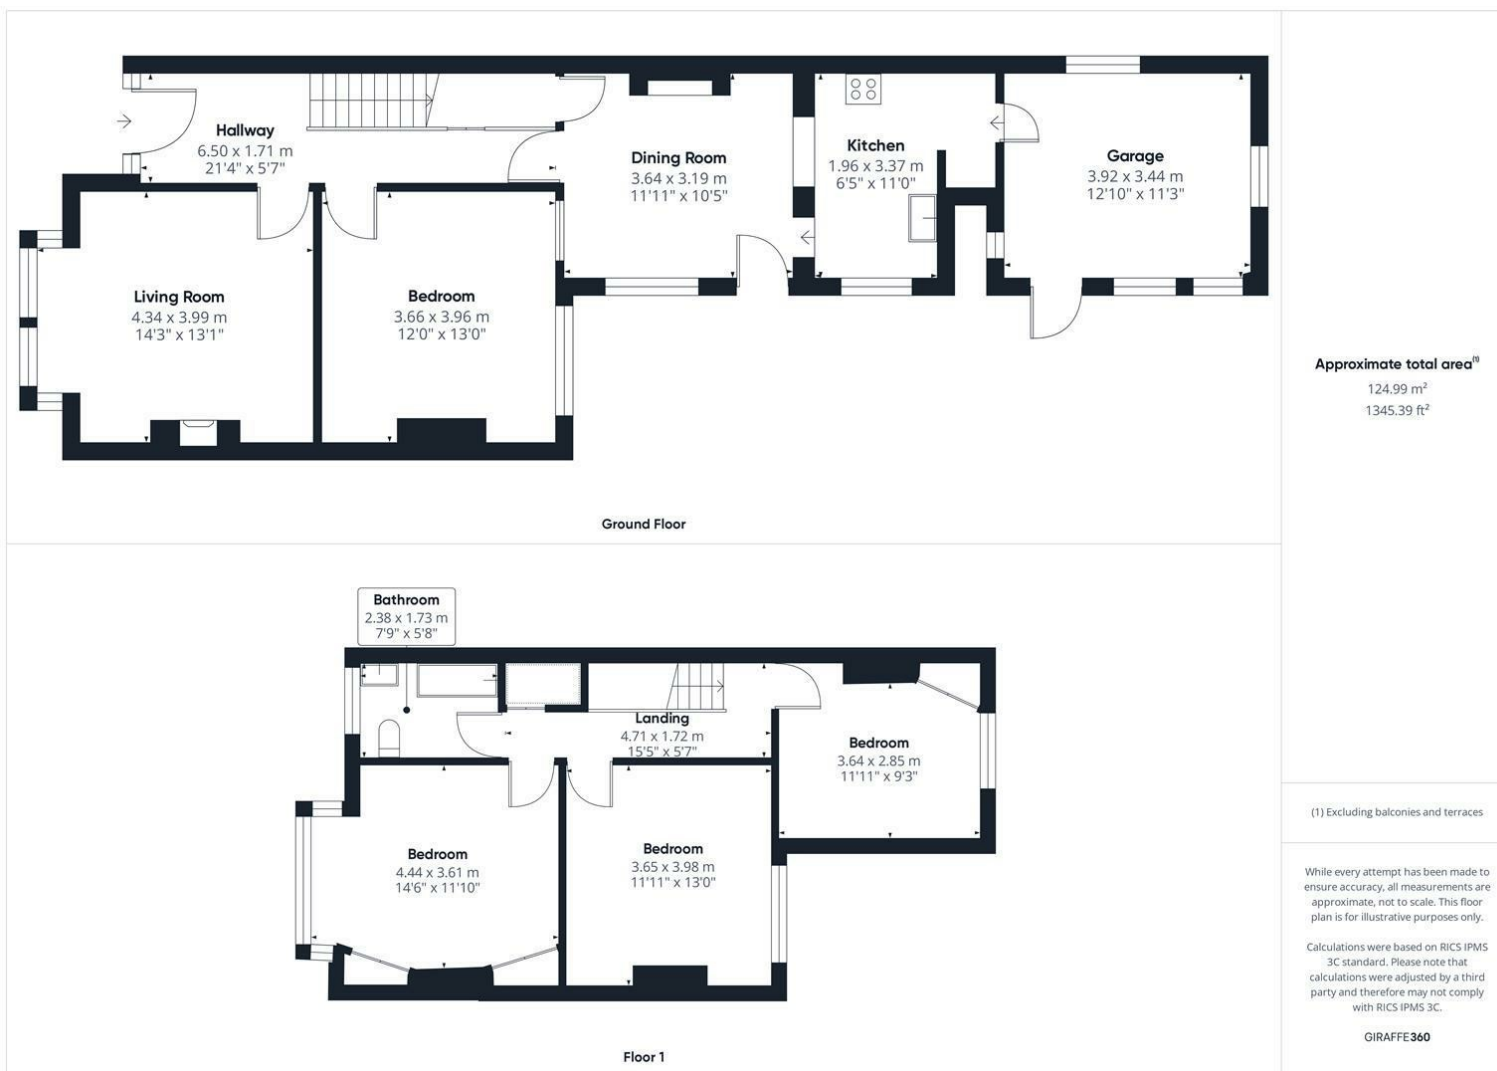 Hallway
6.50 x 1.71 m
21'4" x 5'7"
Dining Room
3.64 x 3.19 m
11'11" x 10'5"
Kitchen
1.96 x 3.37 m
6'5" x 11'0"
Garage
3.92 x 3.44 m
12'10" x 11'3"
Living Room
4.34 x 3.99 m
14'3" x 13'1"
Bedroom
3.66 x 3.96 m
12'0" x 13'0"
Ground Floor
Bathroom
2.38 x 1.73 m
7'9" x 5'8"
Landing
4.71 x 1.72 m
15'5" x 5'7"
Bedroom
3.64 x 2.85 m
11'11" x 9'3"
Bedroom
4.44 x 3.61 m
14'6" x 11'10"
Bedroom
3.65 x 3.98 m
11'11" x 13'0"
Floor 1
Approximate total area(1)
124.99 m²
1345.39 ft²
(1) Excluding balconies and terraces
While every attempt has been made to
ensure accuracy, all measurements are
approximate, not to scale. This floor
plan is for illustrative purposes only.
Calculations were based on RICS IPMS
3C standard. Please note that
calculations were adjusted by a third
party and therefore may not comply
with RICS IPMS 3C.
GIRAFFE360